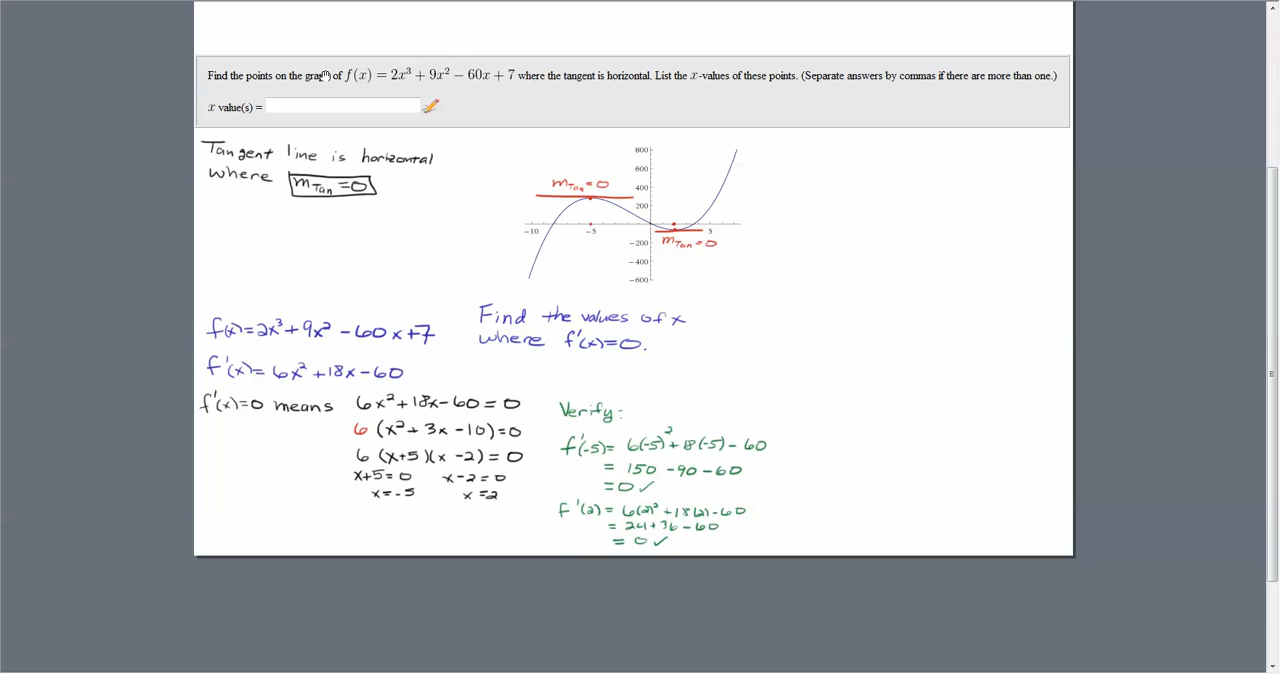 Find the points on the graph of f(x) = 2x³ + 9x² − 60x + 7 where the tangent is horizontal. List the x-values of these points. (Separate answers by commas if there are more than one.)
x value(s) =
Tangent line is horizontal
where m_Tan = 0
800
600
400
200
−200
−400
−600
−10
−5
5
m_Tan = 0
m_Tan = 0
f(x) = 2x³ + 9x² − 60x + 7
f'(x) = 6x² + 18x − 60
Find the values of x
where f'(x) = 0.
f'(x) = 0 means 6x² + 18x − 60 = 0
6 (x² + 3x − 10) = 0
6 (x + 5)(x − 2) = 0
x + 5 = 0 x − 2 = 0
x = −5 x = 2
Verify:
f'(−5) = 6(−5)² + 18(−5) − 60
= 150 − 90 − 60
= 0 ✓
f'(2) = 6(2)² + 18(2) − 60
= 24 + 36 − 60
= 0 ✓